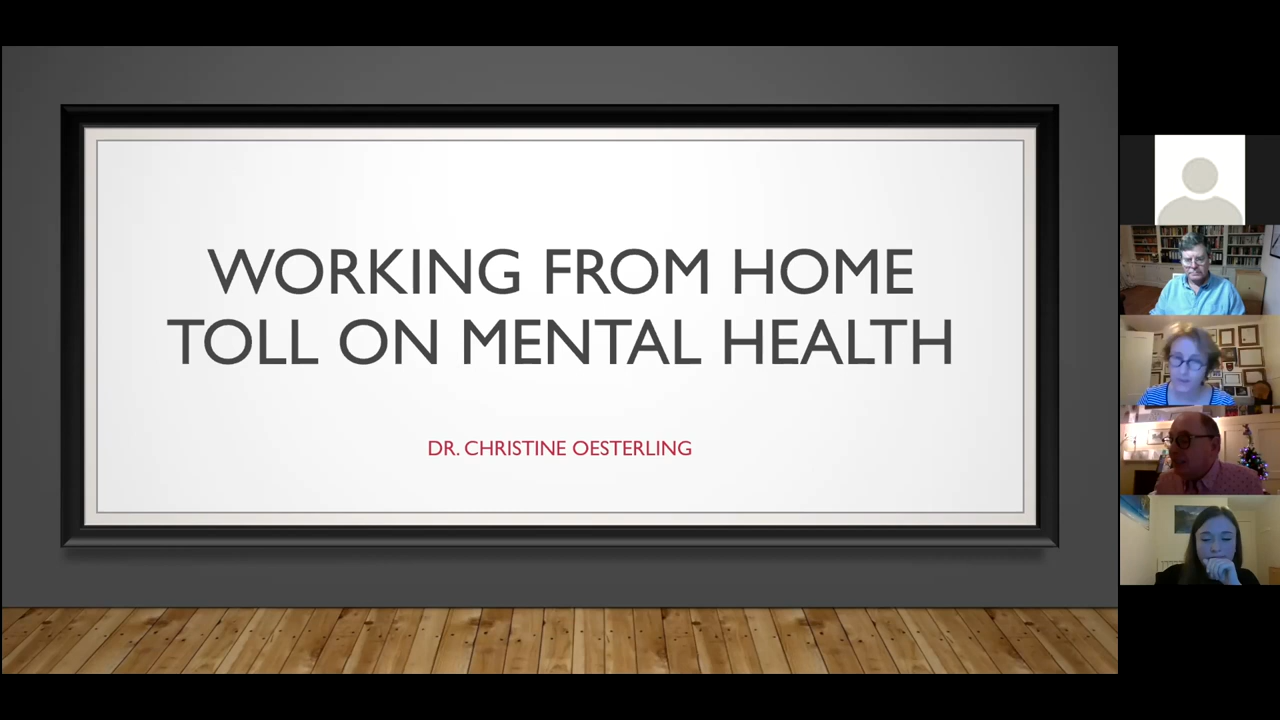 WORKING FROM HOME
TOLL ON MENTAL HEALTH
DR. CHRISTINE OESTERLING